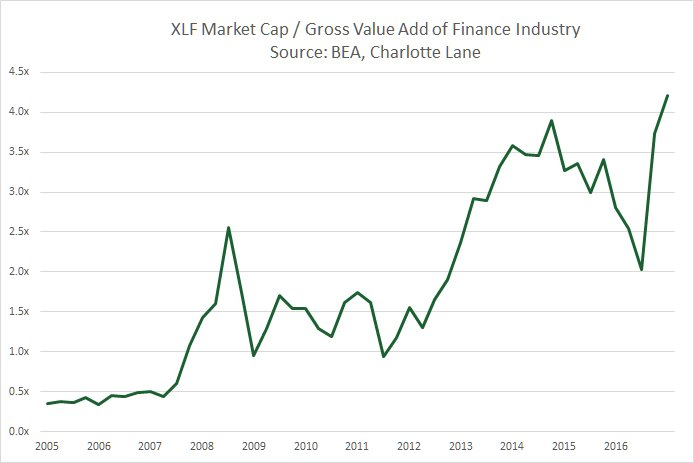 XLF Market Cap / Gross Value Add of Finance Industry
Source: BEA, Charlotte Lane
4.5x
4.0x
3.5x
3.0x
2.5x
2.0x
1.5x
1.0x
0.5x
0.0x
2005 2006 2007 2008 2009 2010 2011 2012 2013 2014 2015 2016